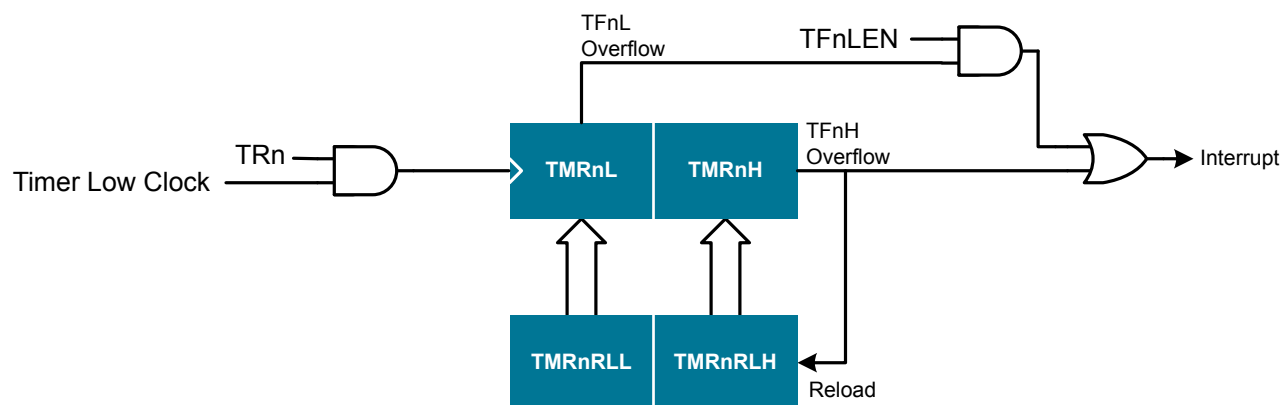 TFnL
Overflow
TFnLEN
TRn
Timer Low Clock
TMRnL
TMRnH
TFnH
Overflow
Interrupt
TMRnRLL
TMRnRLH
Reload